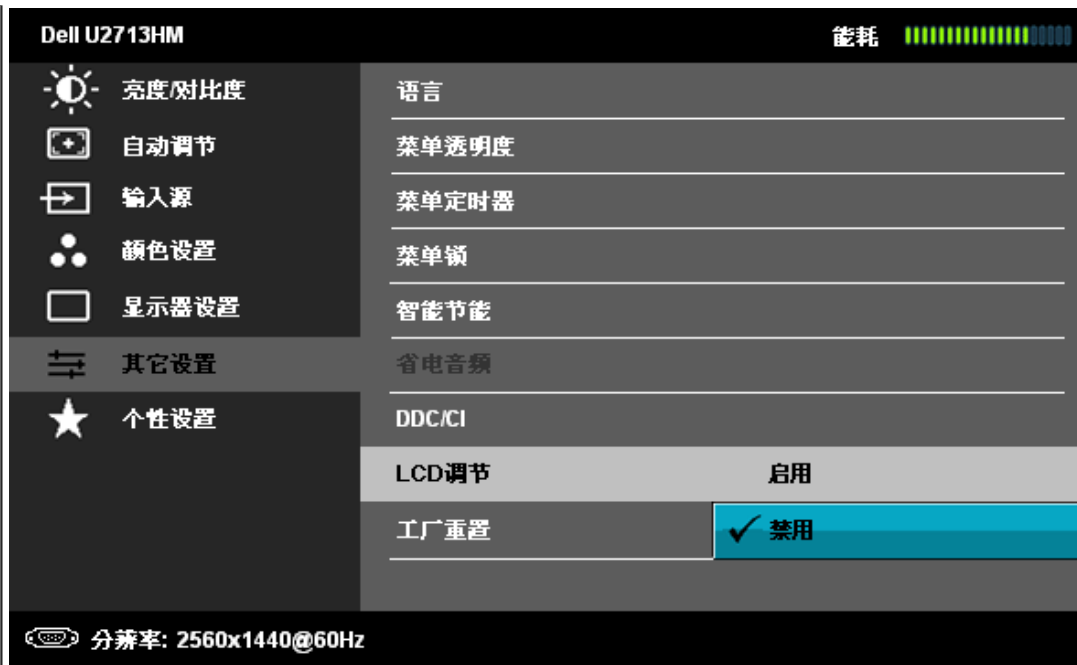 Dell U2713HM 能耗
亮度/对比度
自动调节
输入源
颜色设置
显示器设置
其它设置
个性设置
语言
菜单透明度
菜单定时器
菜单锁
智能节能
省电音频
DDC/CI
LCD调节 启用
工厂重置 禁用
分辨率: 2560x1440@60Hz